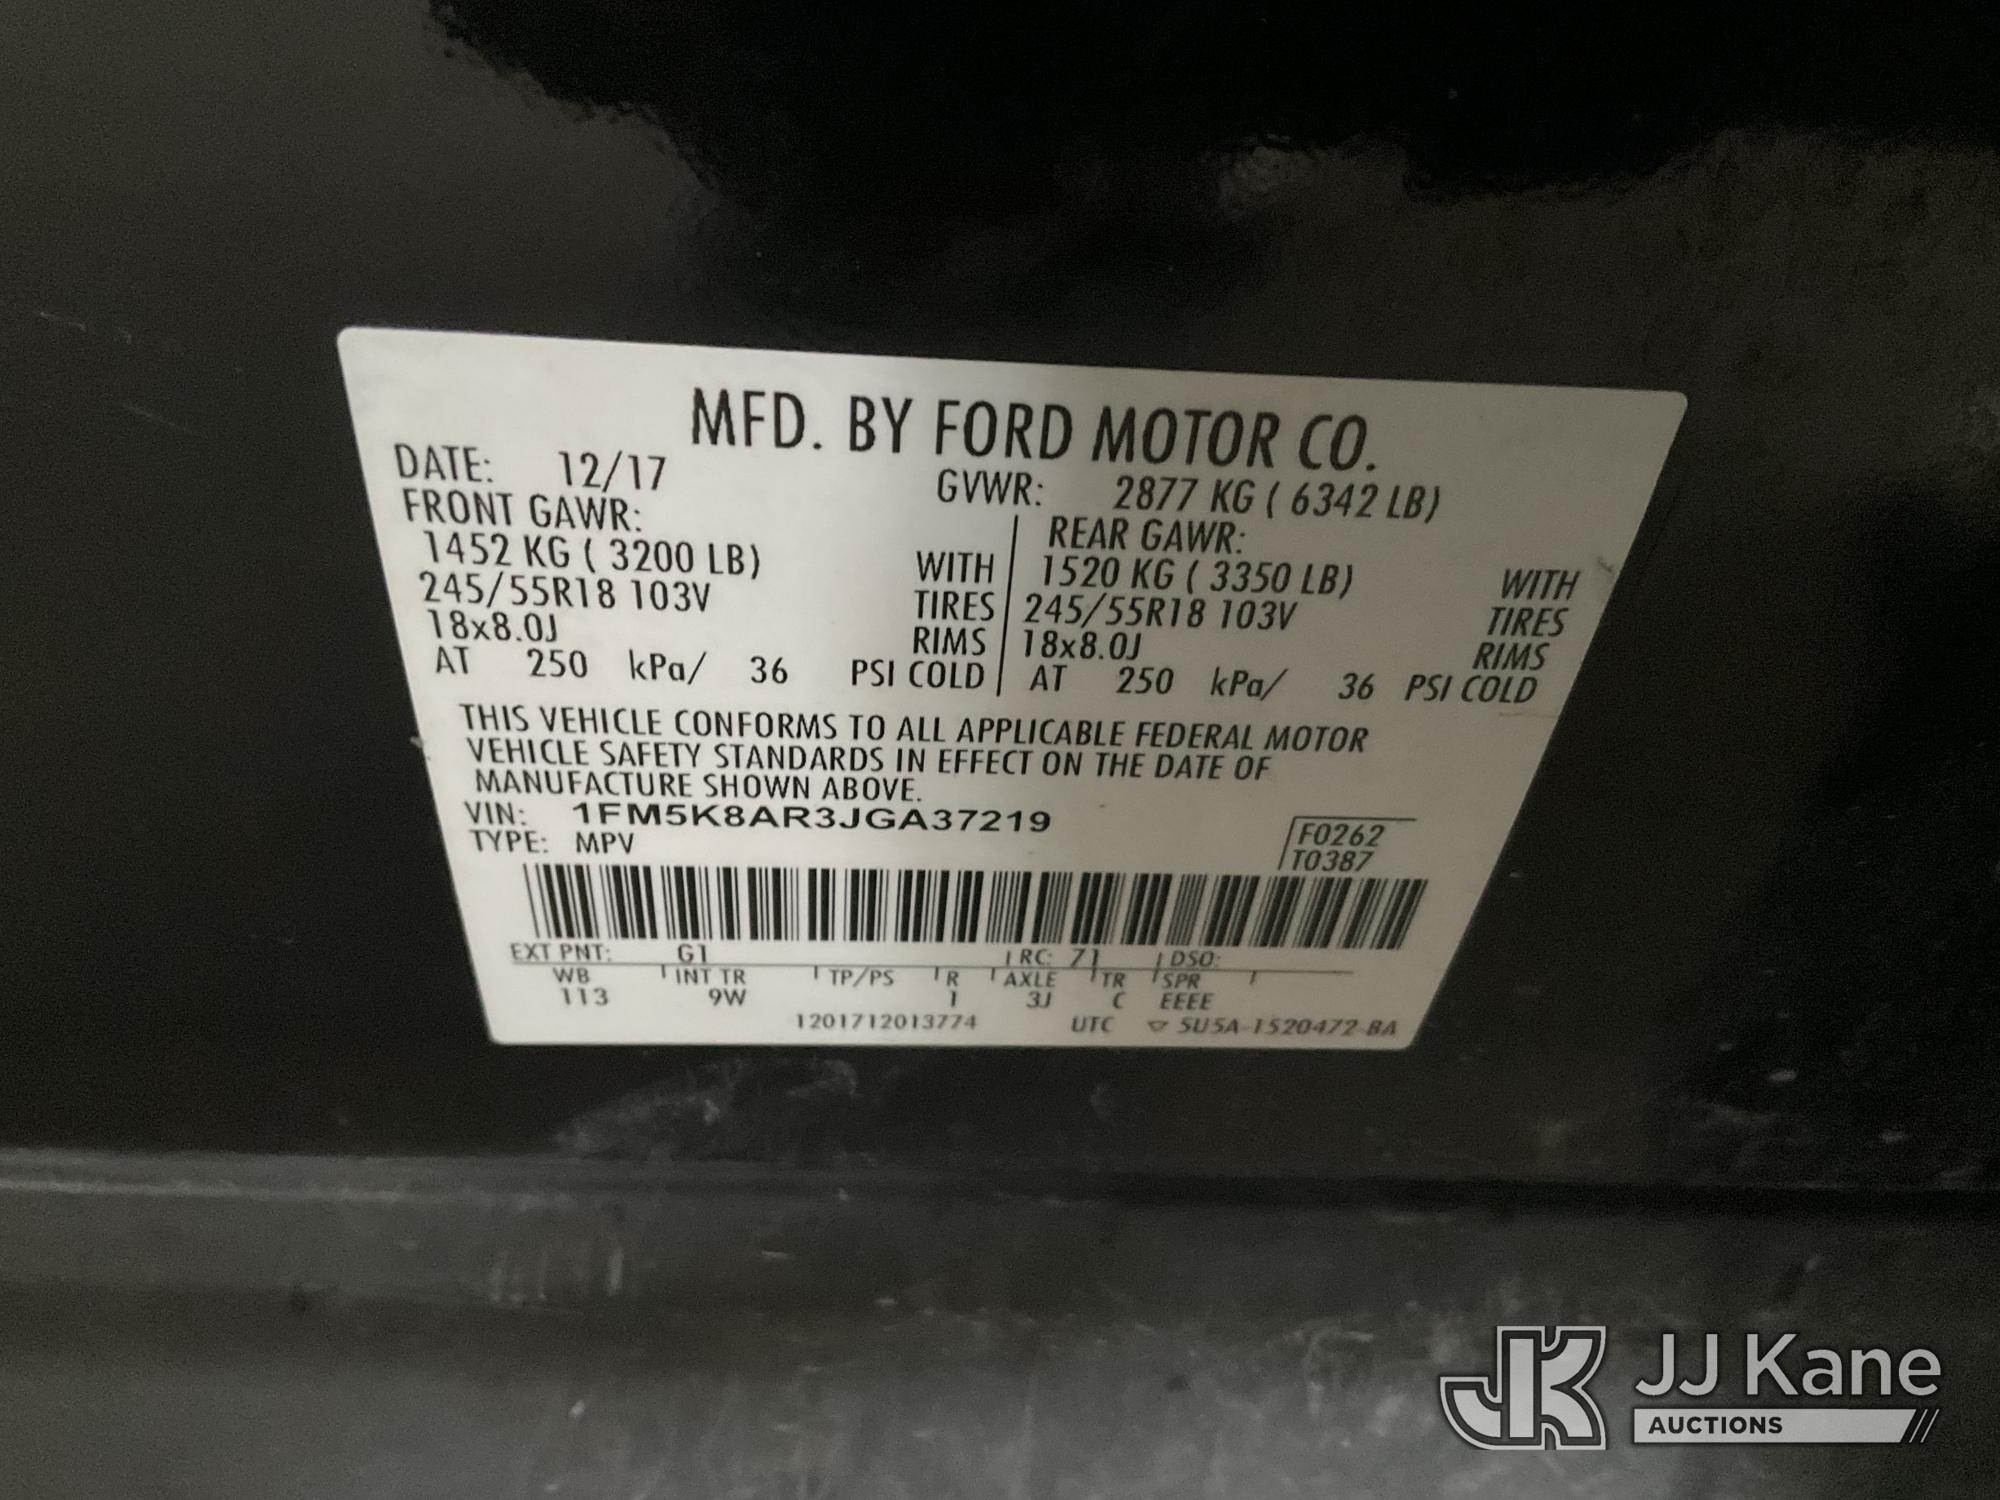 MFD. BY FORD MOTOR CO.
DATE: 12/17 GVWR: 2877 KG ( 6342 LB)
FRONT GAWR: REAR GAWR:
1452 KG ( 3200 LB) WITH 1520 KG ( 3350 LB) WITH
245/55R18 103V TIRES 245/55R18 103V TIRES
18x8.0J RIMS 18x8.0J RIMS
AT 250 kPa/ 36 PSI COLD AT 250 kPa/ 36 PSI COLD
THIS VEHICLE CONFORMS TO ALL APPLICABLE FEDERAL MOTOR
VEHICLE SAFETY STANDARDS IN EFFECT ON THE DATE OF
MANUFACTURE SHOWN ABOVE.
VIN: 1FM5K8AR3JGA37219
TYPE: MPV
F0262
T0387
EXT PNT: G1 RC: 71 DSO:
WB INT TR TP/PS R AXLE TR SPR
113 9W 1 3J C EEEE
1201712013774 UTC ▽ 5U5A-1520472-BA
JK JJ Kane
AUCTIONS